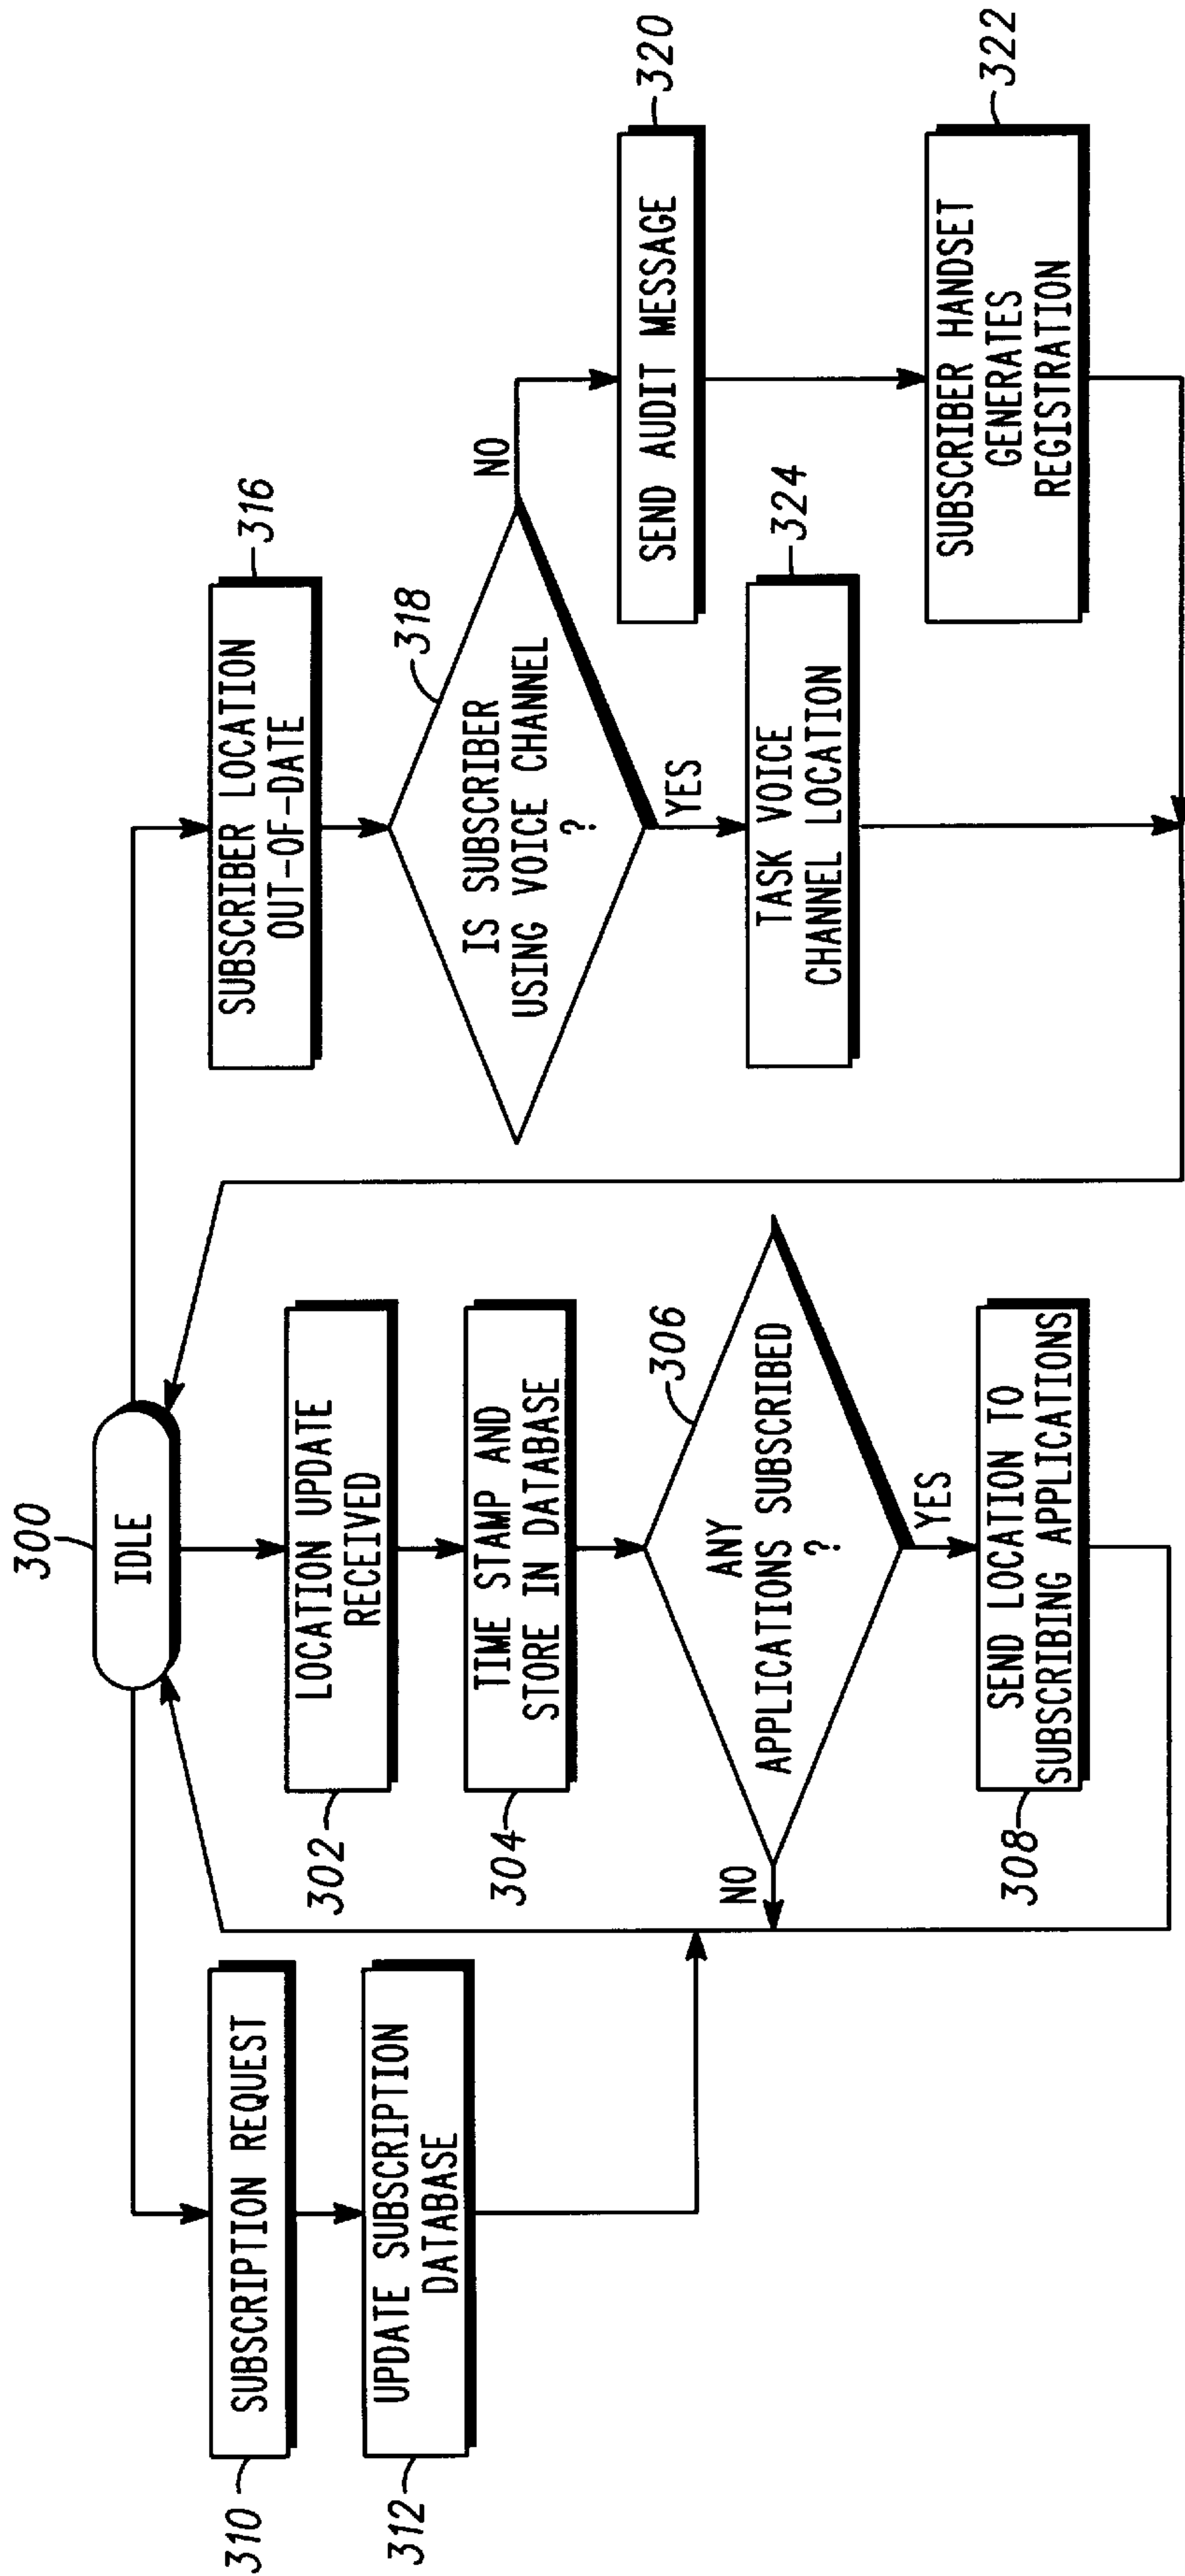 300
IDLE
310
SUBSCRIPTION REQUEST
312
UPDATE SUBSCRIPTION
DATABASE
302
LOCATION UPDATE
RECEIVED
304
TIME STAMP AND
STORE IN DATABASE
306
ANY
APPLICATIONS SUBSCRIBED
?
NO
YES
308
SEND LOCATION TO
SUBSCRIBING APPLICATIONS
316
SUBSCRIBER LOCATION
OUT-OF-DATE
318
IS SUBSCRIBER
USING VOICE CHANNEL
?
NO
YES
320
SEND AUDIT MESSAGE
324
TASK VOICE
CHANNEL LOCATION
322
SUBSCRIBER HANDSET
GENERATES
REGISTRATION